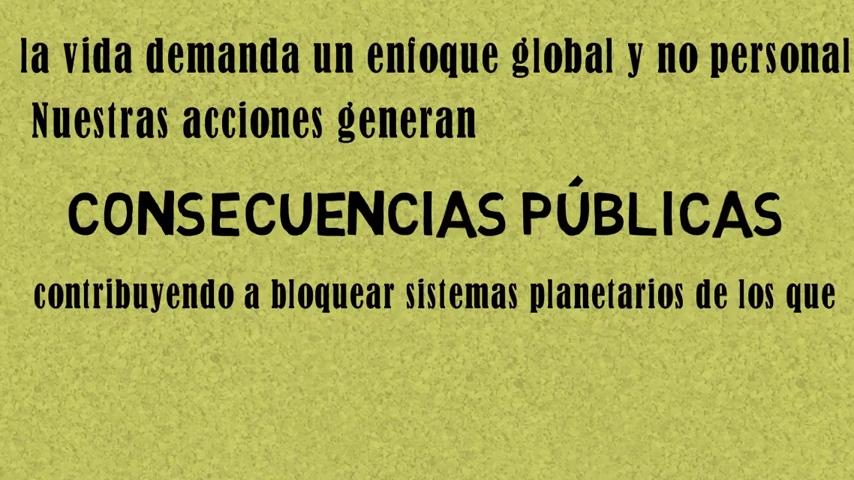 la vida demanda un enfoque global y no personal
Nuestras acciones generan
CONSECUENCIAS PÚBLICAS
contribuyendo a bloquear sistemas planetarios de los que